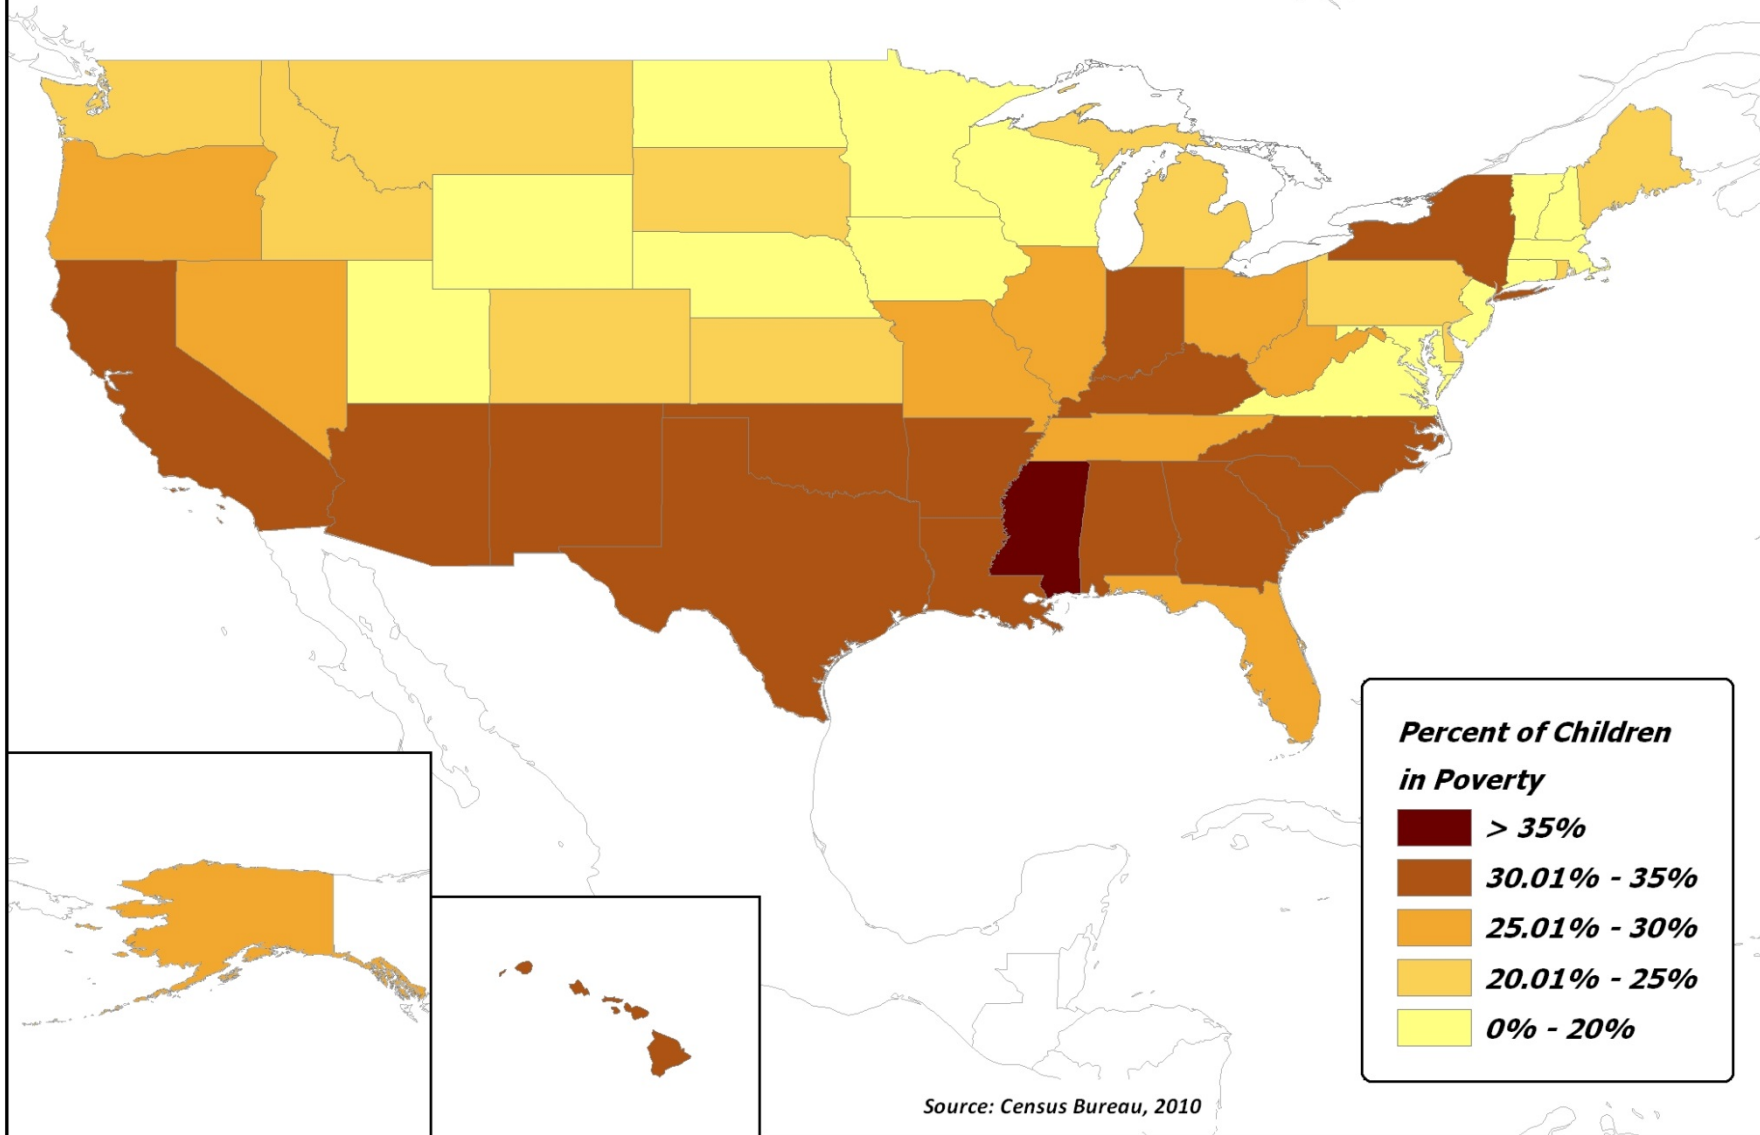 Percent of Children
in Poverty
> 35%
30.01% - 35%
25.01% - 30%
20.01% - 25%
0% - 20%
Source: Census Bureau, 2010